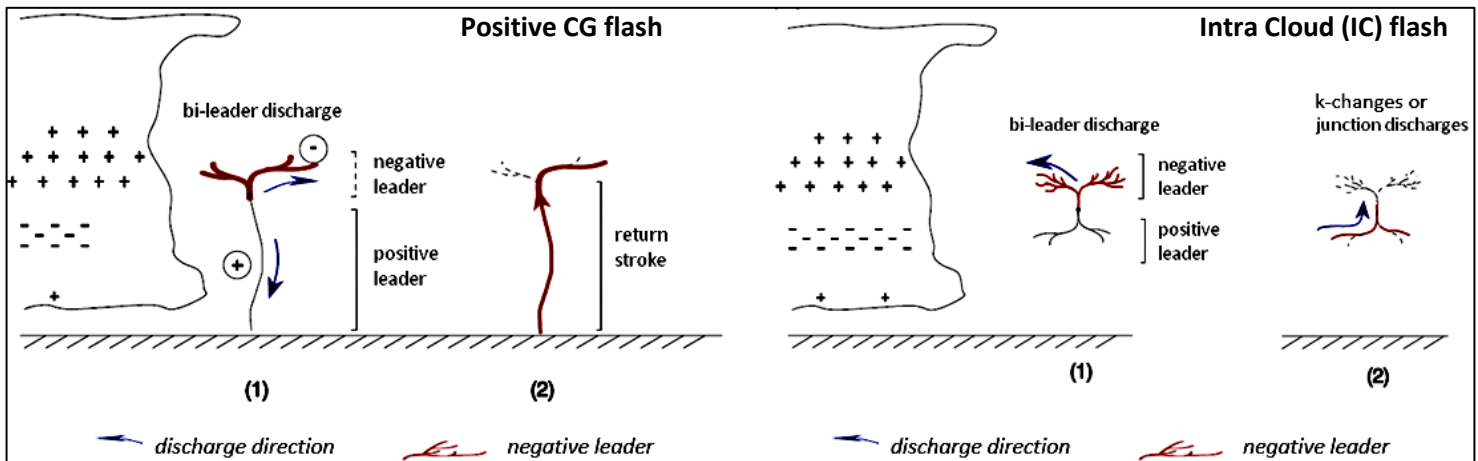 Positive CG flash
bi-leader discharge
+ + + +
+ + + + + +
+ + + + + +
- - - -
- - - -
- -
+
-
+
negative
leader
positive
leader
return
stroke
(1)
(2)
discharge direction
negative leader
Intra Cloud (IC) flash
k-changes or
junction discharges
bi-leader discharge
+ + + +
+ + + + + +
+ + + + + +
- - - - - -
- - - - -
- - - - -
+ +
negative
leader
positive
leader
(1)
(2)
discharge direction
negative leader